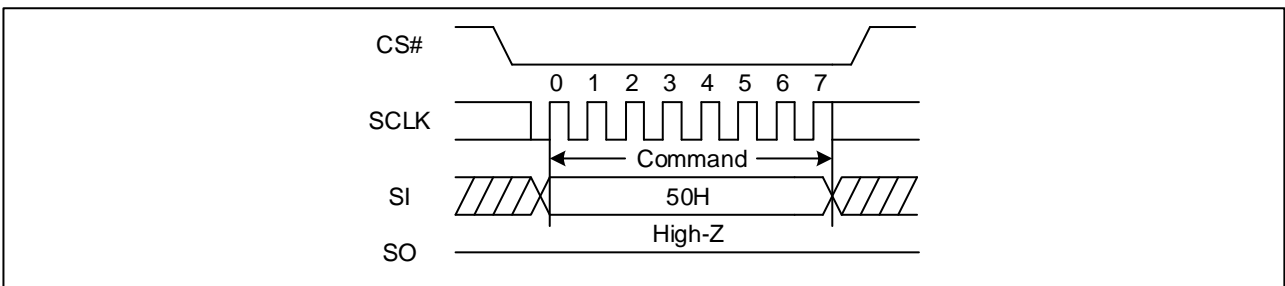 CS#
0 1 2 3 4 5 6 7
SCLK
Command
SI
50H
High-Z
SO